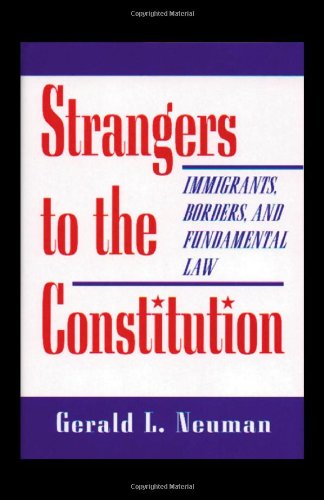 Strangers
IMMIGRANTS,
BORDERS, AND
to the
FUNDAMENTAL
LAW
Constitution
Gerald L. Neuman